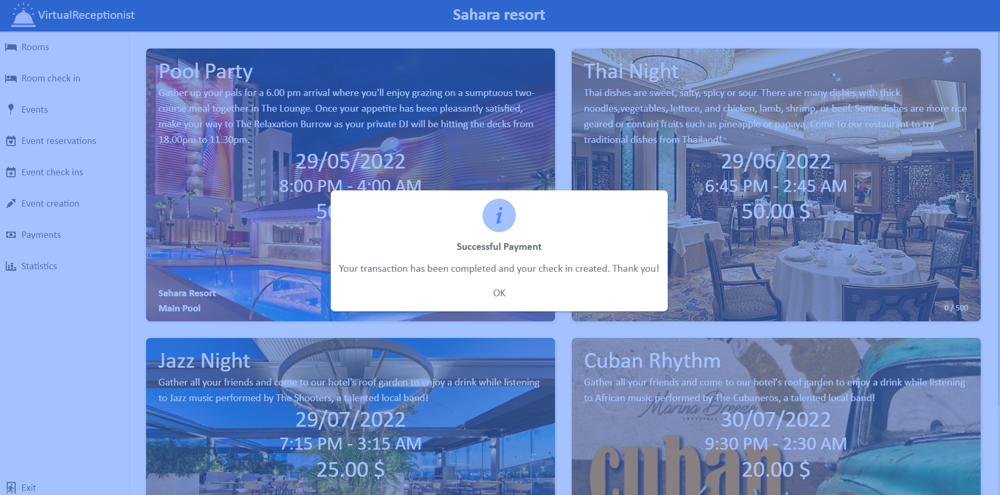 VirtualReceptionist
Sahara resort
Rooms
Room check in
Events
Event reservations
Event check ins
Event creation
Payments
Statistics
Exit
Pool Party
Gather up your pals for a 6.00 pm arrival where you'll enjoy grazing on a sumptuous two-
course meal together in The Lounge. Once your appetite has been pleasantly satisfied,
make your way to The Relaxation Burrow as your private DJ will be hitting the decks from
18.00pm to 11.30pm.
29/05/2022
8:00 PM - 4:00 AM
Sahara Resort
Main Pool
Thai Night
Thai dishes are sweet, salty, spicy or sour. There are many dishes with thick
noodles,vegetables, lettuce, and chicken, lamb, shrimp, or beef. Some dishes are more rice
geared or contain fruits such as pineapple or papaya. Come to our restaurant to try
traditional dishes from Thailand!
29/06/2022
6:45 PM - 2:45 AM
50.00 $
0 / 500
i
Successful Payment
Your transaction has been completed and your check in created. Thank you!
OK
Jazz Night
Gather all your friends and come to our hotel's roof garden to enjoy a drink while listening
to Jazz music performed by The Shooters, a talented local band!
29/07/2022
7:15 PM - 3:15 AM
25.00 $
Cuban Rhythm
Gather all your friends and come to our hotel's roof garden to enjoy a drink while listening
to African music performed by The Cubaneros, a talented local band!
Marina Breeze
30/07/2022
9:30 PM - 2:30 AM
20.00 $
cuban